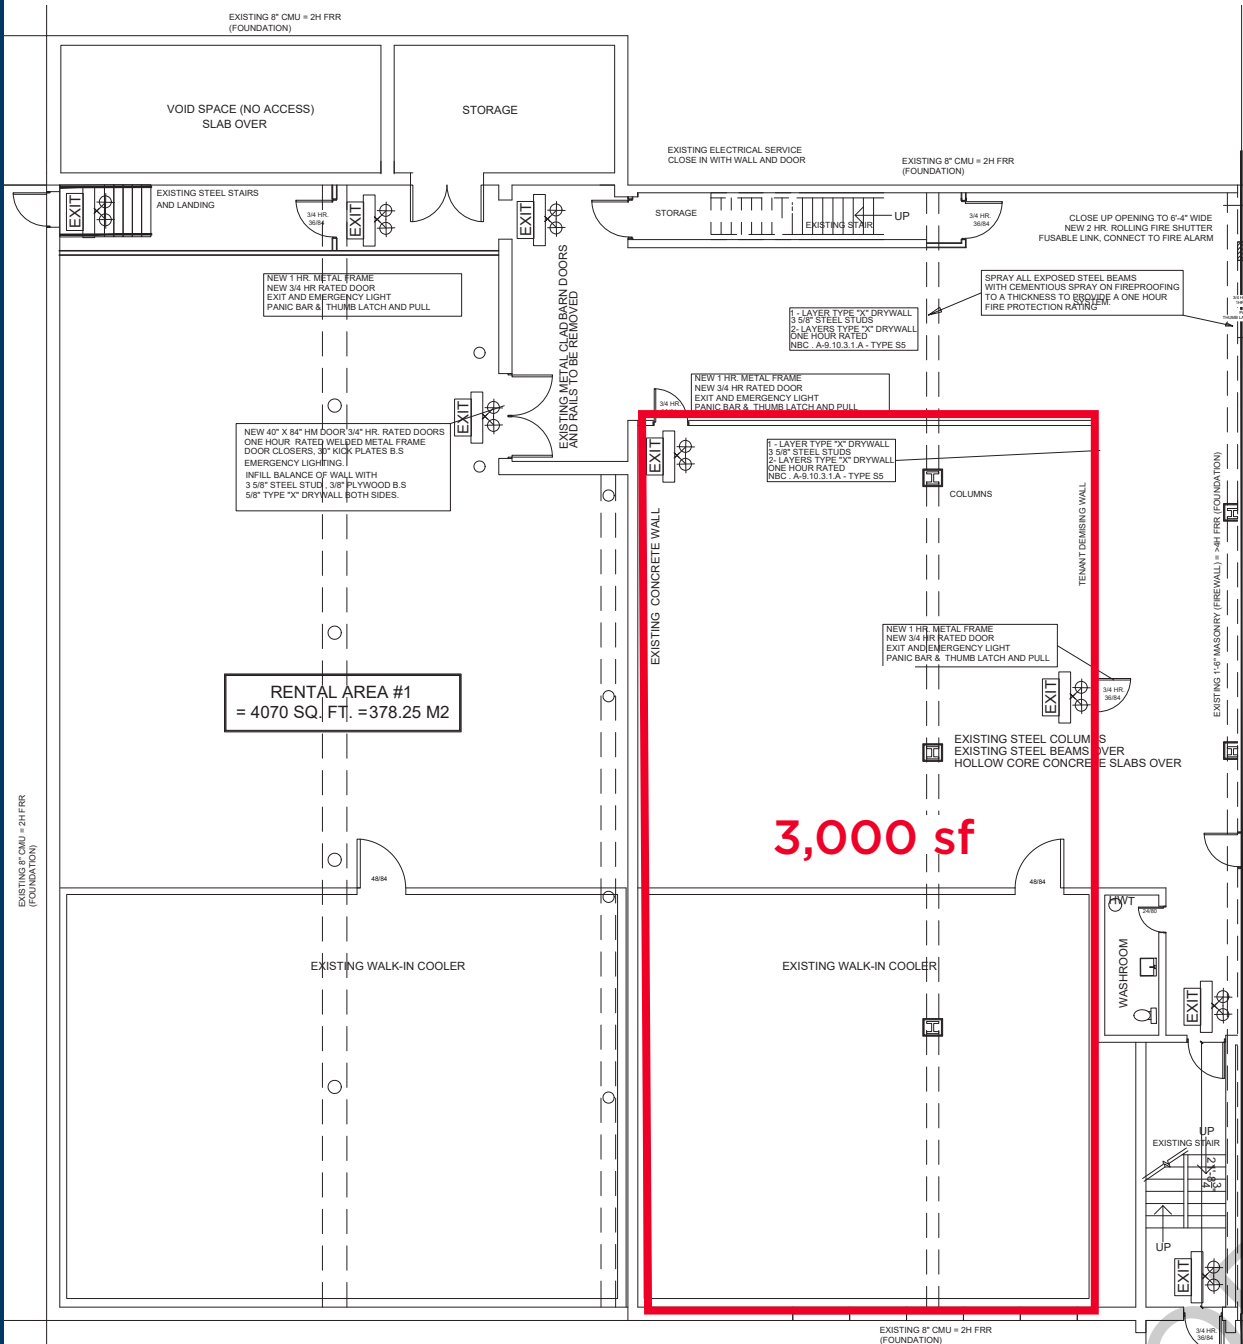 EXISTING 8" CMU = 2H FRR
(FOUNDATION)
VOID SPACE (NO ACCESS)
SLAB OVER
STORAGE
EXISTING ELECTRICAL SERVICE
CLOSE IN WITH WALL AND DOOR
EXISTING 8" CMU = 2H FRR
(FOUNDATION)
EXIT
EXISTING STEEL STAIRS
AND LANDING
3/4 HR.
36/84
EXIT
EXIT
STORAGE
EXISTING STAIR
UP
3/4 HR.
36/84
CLOSE UP OPENING TO 6'-4" WIDE
NEW 2 HR. ROLLING FIRE SHUTTER
FUSABLE LINK, CONNECT TO FIRE ALARM
SYSTEM.
NEW 1 HR. METAL FRAME
NEW 3/4 HR RATED DOOR
EXIT AND EMERGENCY LIGHT
PANIC BAR & THUMB LATCH AND PULL
EXISTING METAL CLAD BARN DOORS
AND RAILS TO BE REMOVED
SPRAY ALL EXPOSED STEEL BEAMS
WITH CEMENTIOUS SPRAY ON FIREPROOFING
TO A THICKNESS TO PROVIDE A ONE HOUR
FIRE PROTECTION RATING
1 - LAYER TYPE "X" DRYWALL
3 5/8" STEEL STUDS
2- LAYERS TYPE "X" DRYWALL
ONE HOUR RATED
NBC . A-9.10.3.1.A - TYPE S5
NEW 1 HR. METAL FRAME
NEW 3/4 HR RATED DOOR
EXIT AND EMERGENCY LIGHT
PANIC BAR & THUMB LATCH AND PULL
3/4 HR.
EXIT
NEW 40" X 84" HM DOOR 3/4" HR. RATED DOORS
ONE HOUR RATED WELDED METAL FRAME
DOOR CLOSERS, 30" KICK PLATES B.S
EMERGENCY LIGHTING.
INFILL BALANCE OF WALL WITH
3 5/8" STEEL STUD , 3/8" PLYWOOD B.S
5/8" TYPE "X" DRYWALL BOTH SIDES.
EXIT
1 - LAYER TYPE "X" DRYWALL
3 5/8" STEEL STUDS
2- LAYERS TYPE "X" DRYWALL
ONE HOUR RATED
NBC . A-9.10.3.1.A - TYPE S5
COLUMNS
TENANT DEMISING WALL
EXISTING CONCRETE WALL
EXISTING 1'-6" MASONRY (FIREWALL) = >4H FRR (FOUNDATION)
NEW 1 HR. METAL FRAME
NEW 3/4 HR RATED DOOR
EXIT AND EMERGENCY LIGHT
PANIC BAR & THUMB LATCH AND PULL
EXIT
3/4 HR.
36/84
RENTAL AREA #1
= 4070 SQ. FT. =378.25 M2
EXISTING STEEL COLUMNS
EXISTING STEEL BEAMS OVER
HOLLOW CORE CONCRETE SLABS OVER
3,000 sf
EXISTING 8" CMU = 2H FRR
(FOUNDATION)
48/84
48/84
HWT
24/80
EXISTING WALK-IN COOLER
EXISTING WALK-IN COOLER
WASHROOM
EXIT
UP
EXISTING STAIR
UP
EXIT
EXISTING 8" CMU = 2H FRR
(FOUNDATION)
3/4 HR.
36/84